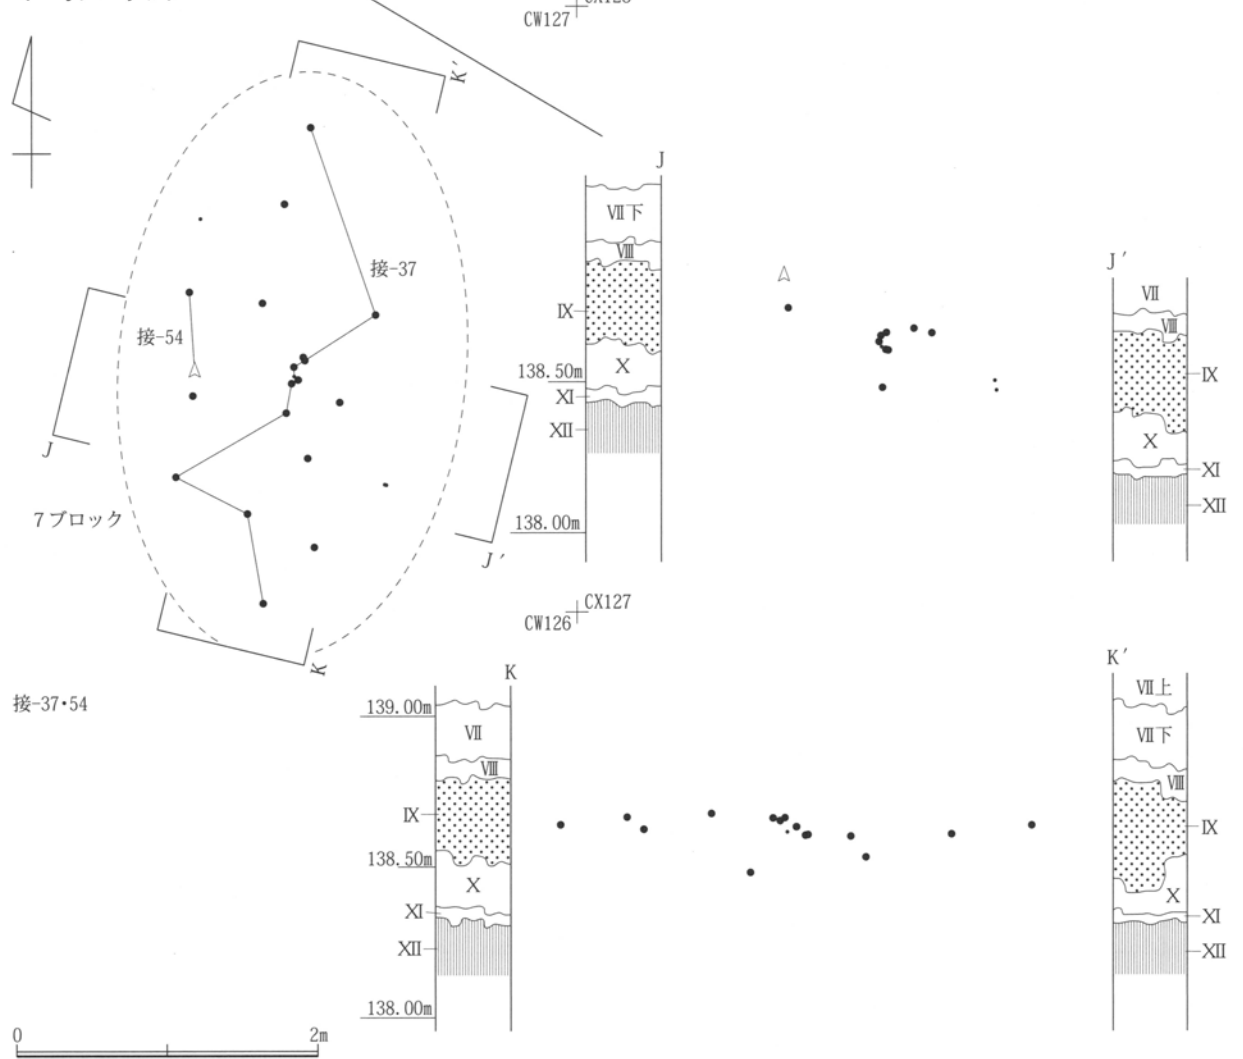 CW127
K′
J
Ⅶ下
Ⅷ
接-37
J′
Ⅶ
Ⅷ
Ⅸ
接-54
Ⅸ
X
138.50m
Ⅺ
X
J
Ⅻ
Ⅺ
7ブロック
138.00m
Ⅻ
J′
CX127
CW126
K
K′
K
接-37・54
139.00m
Ⅶ上
Ⅶ
Ⅶ下
Ⅷ
Ⅷ
Ⅸ
Ⅸ
138.50m
X
X
Ⅺ
Ⅺ
Ⅻ
Ⅻ
138.00m
0
2m